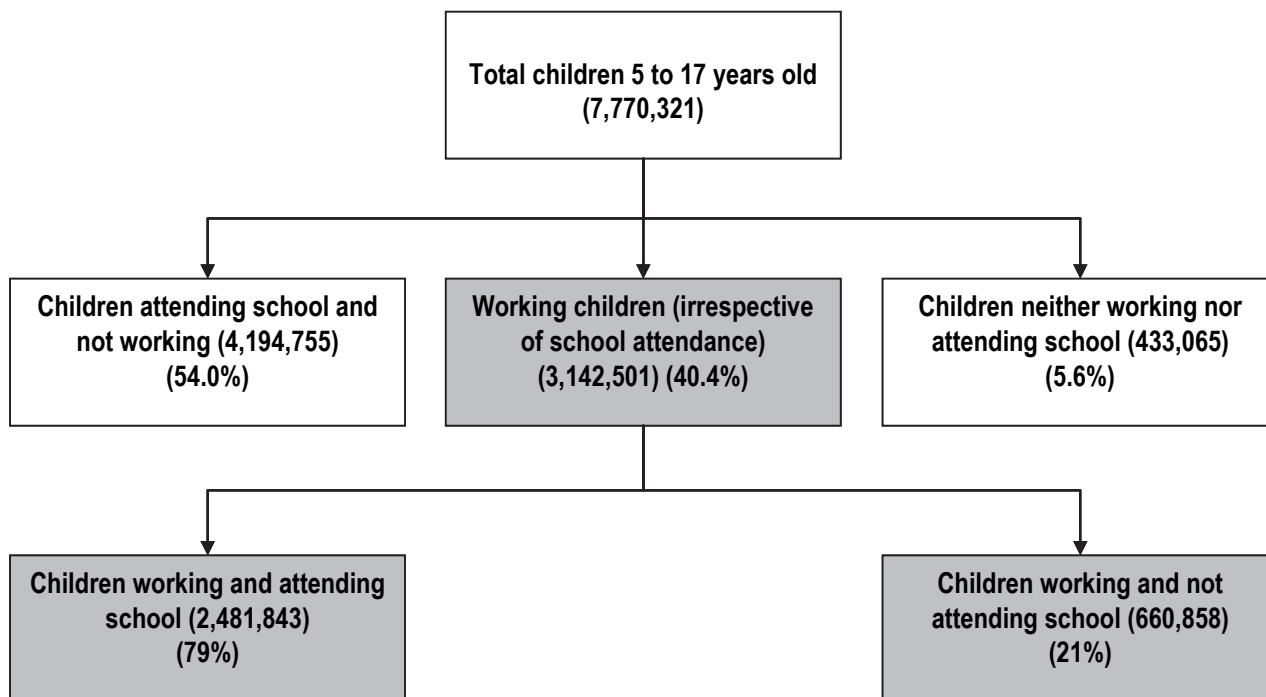 Total children 5 to 17 years old
(7,770,321)
Children attending school and
not working (4,194,755)
(54.0%)
Working children (irrespective
of school attendance)
(3,142,501) (40.4%)
Children neither working nor
attending school (433,065)
(5.6%)
Children working and attending
school (2,481,843)
(79%)
Children working and not
attending school (660,858)
(21%)